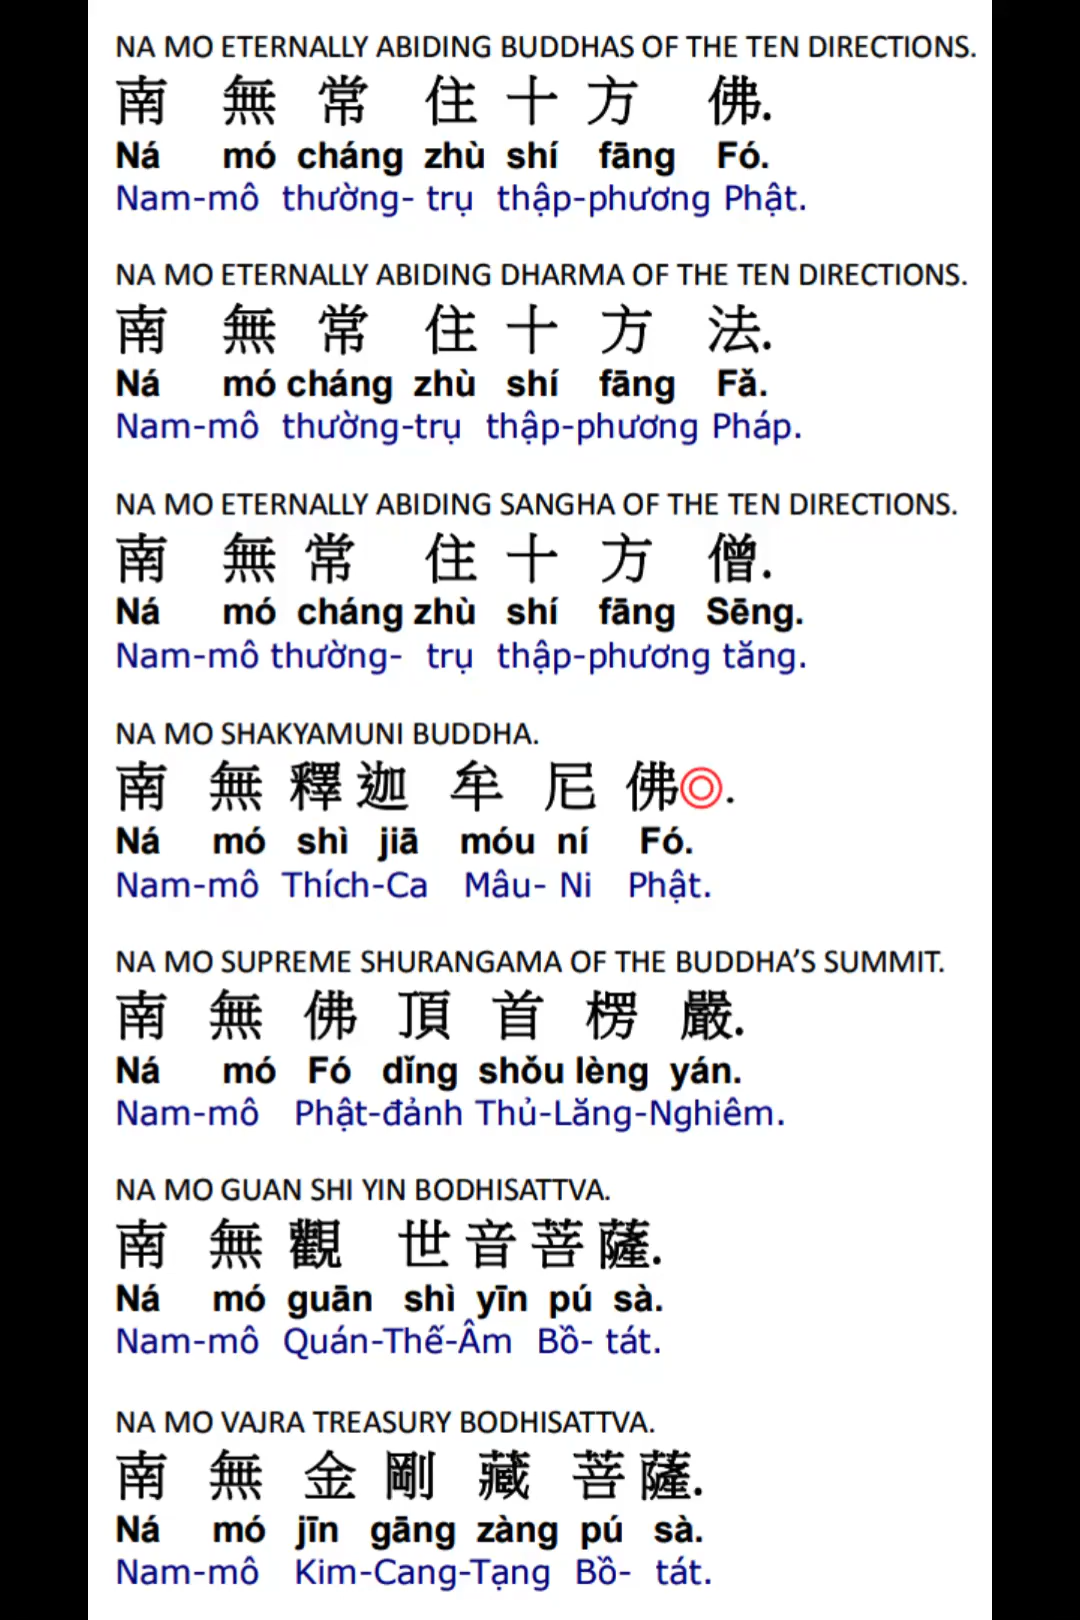 NA MO ETERNALLY ABIDING BUDDHAS OF THE TEN DIRECTIONS.
南 無 常 住 十 方 佛.
Ná mó cháng zhù shí fāng Fó.
Nam-mô thường- trụ thập-phương Phật.
NA MO ETERNALLY ABIDING DHARMA OF THE TEN DIRECTIONS.
南 無 常 住 十 方 法.
Ná mó cháng zhù shí fāng Fǎ.
Nam-mô thường-trụ thập-phương Pháp.
NA MO ETERNALLY ABIDING SANGHA OF THE TEN DIRECTIONS.
南 無 常 住 十 方 僧.
Ná mó cháng zhù shí fāng Sēng.
Nam-mô thường- trụ thập-phương tăng.
NA MO SHAKYAMUNI BUDDHA.
南 無 釋 迦 牟 尼 佛◎.
Ná mó shì jiā móu ní Fó.
Nam-mô Thích-Ca Mâu- Ni Phật.
NA MO SUPREME SHURANGAMA OF THE BUDDHA’S SUMMIT.
南 無 佛 頂 首 楞 嚴.
Ná mó Fó dǐng shǒu lèng yán.
Nam-mô Phật-đảnh Thủ-Lăng-Nghiêm.
NA MO GUAN SHI YIN BODHISATTVA.
南 無 觀 世 音 菩 薩.
Ná mó guān shì yīn pú sà.
Nam-mô Quán-Thế-Âm Bồ- tát.
NA MO VAJRA TREASURY BODHISATTVA.
南 無 金 剛 藏 菩 薩.
Ná mó jīn gāng zàng pú sà.
Nam-mô Kim-Cang-Tạng Bồ- tát.